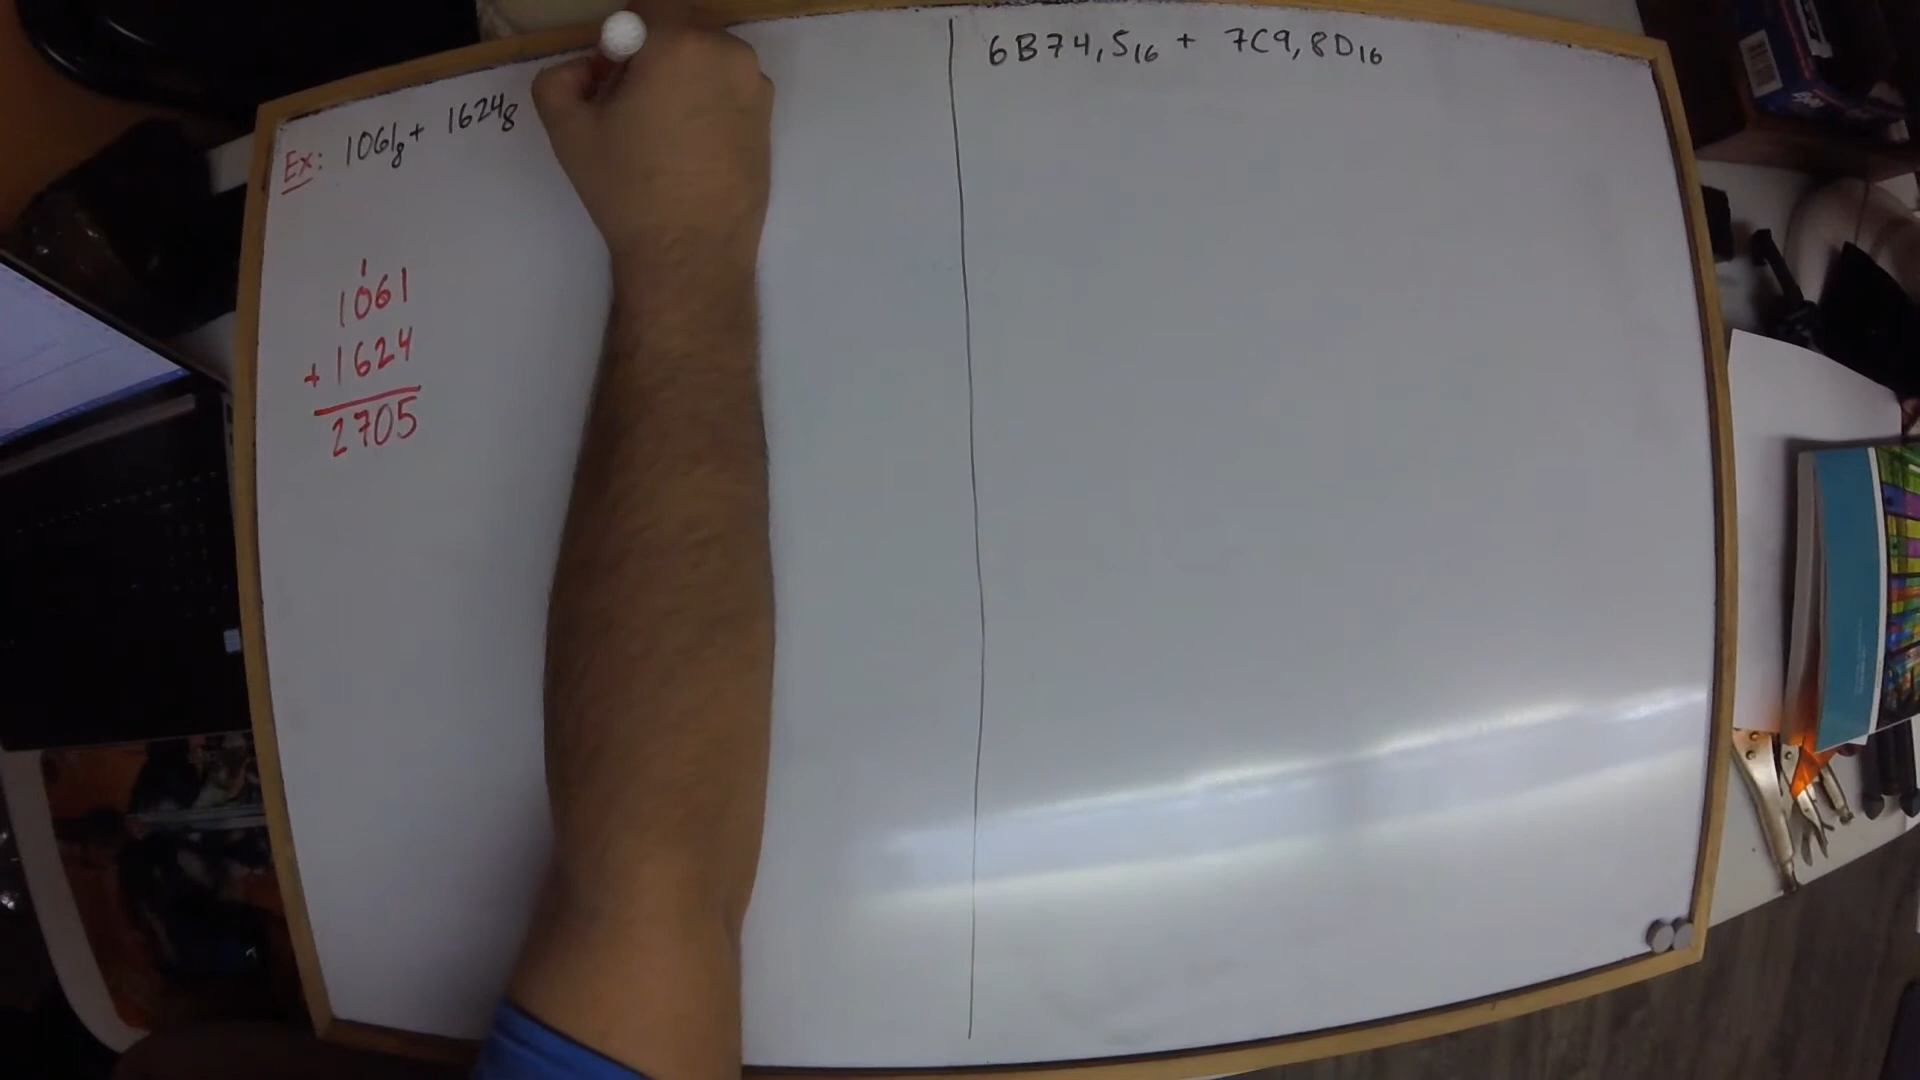 Ex: 1061₈ + 1624₈
1
1061
+ 1624
2705
6B74,5₁₆ + 7C9,8D₁₆